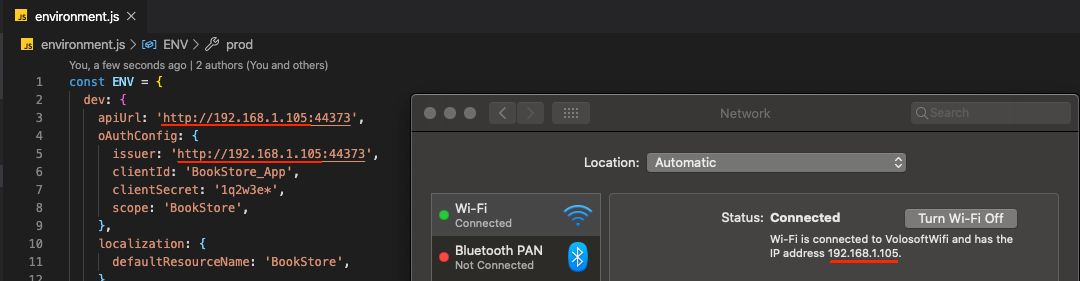 JS environment.js ×
JS environment.js > ENV > prod
You, a few seconds ago | 2 authors (You and others)
1 const ENV = {
2 dev: {
3 apiUrl: 'http://192.168.1.105:44373',
4 oAuthConfig: {
5 issuer: 'http://192.168.1.105:44373',
6 clientId: 'BookStore_App',
7 clientSecret: '1q2w3e*',
8 scope: 'BookStore',
9 },
10 localization: {
11 defaultResourceName: 'BookStore',
12 }
Network
Search
Location: Automatic
Wi-Fi
Connected
Bluetooth PAN
Not Connected
Status: Connected
Turn Wi-Fi Off
Wi-Fi is connected to VolosoftWifi and has the
IP address 192.168.1.105.